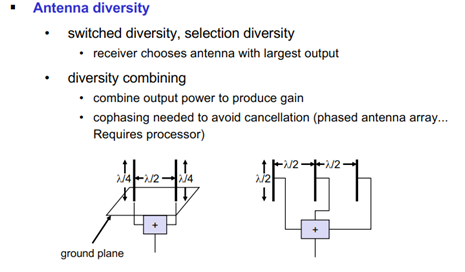 ▪ Antenna diversity
• switched diversity, selection diversity
• receiver chooses antenna with largest output
• diversity combining
• combine output power to produce gain
• cophasing needed to avoid cancellation (phased antenna array...
Requires processor)
λ/4 λ/2 λ/4
+
ground plane
λ/2 λ/2
λ/2
+